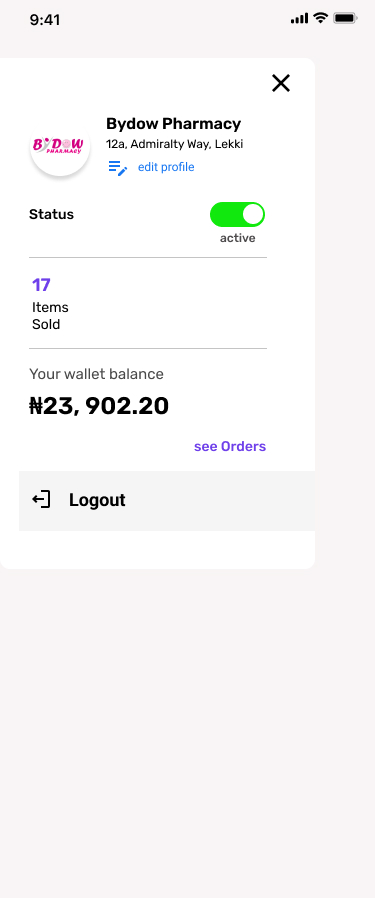 9:41
Bydow Pharmacy
12a, Admiralty Way, Lekki
BYDOW
PHARMACY
edit profile
Status
active
17
Items
Sold
Your wallet balance
₦23, 902.20
see Orders
Logout